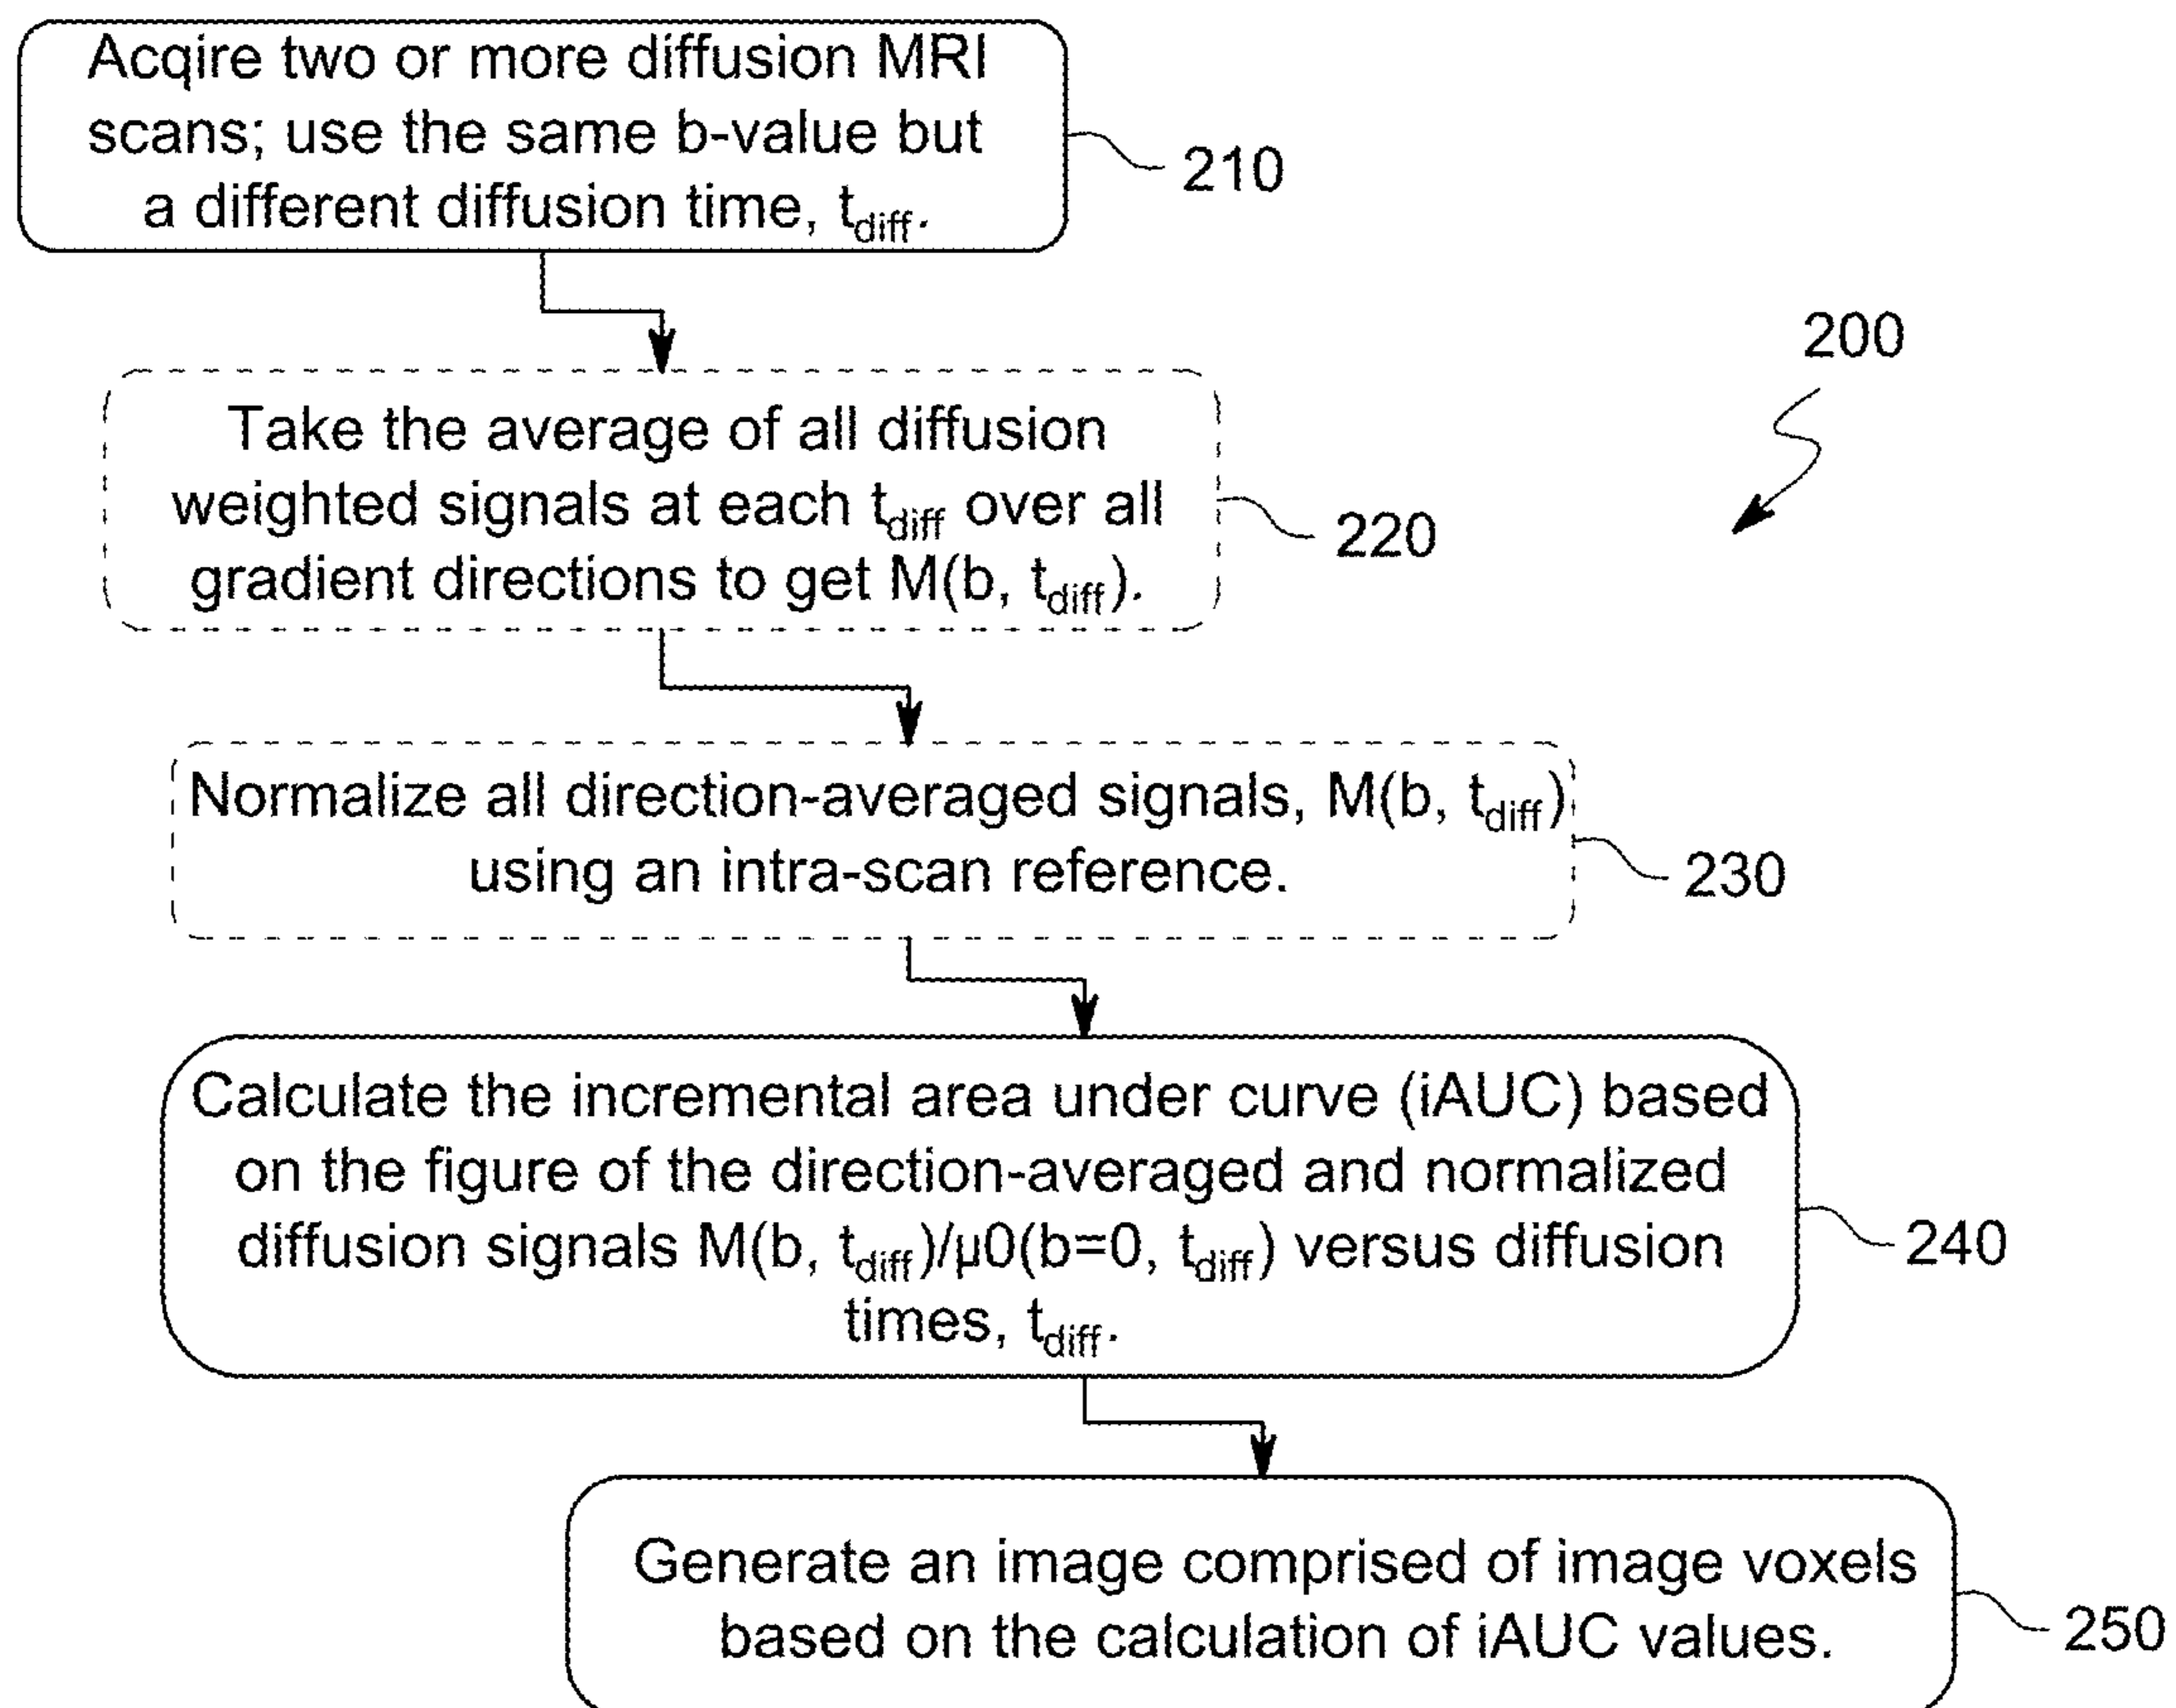 Acqire two or more diffusion MRI
scans; use the same b-value but
a different diffusion time, tdiff.
210
200
Take the average of all diffusion
weighted signals at each tdiff over all
gradient directions to get M(b, tdiff).
220
Normalize all direction-averaged signals, M(b, tdiff)
using an intra-scan reference.
230
Calculate the incremental area under curve (iAUC) based
on the figure of the direction-averaged and normalized
diffusion signals M(b, tdiff)/µ0(b=0, tdiff) versus diffusion
times, tdiff.
240
Generate an image comprised of image voxels
based on the calculation of iAUC values.
250